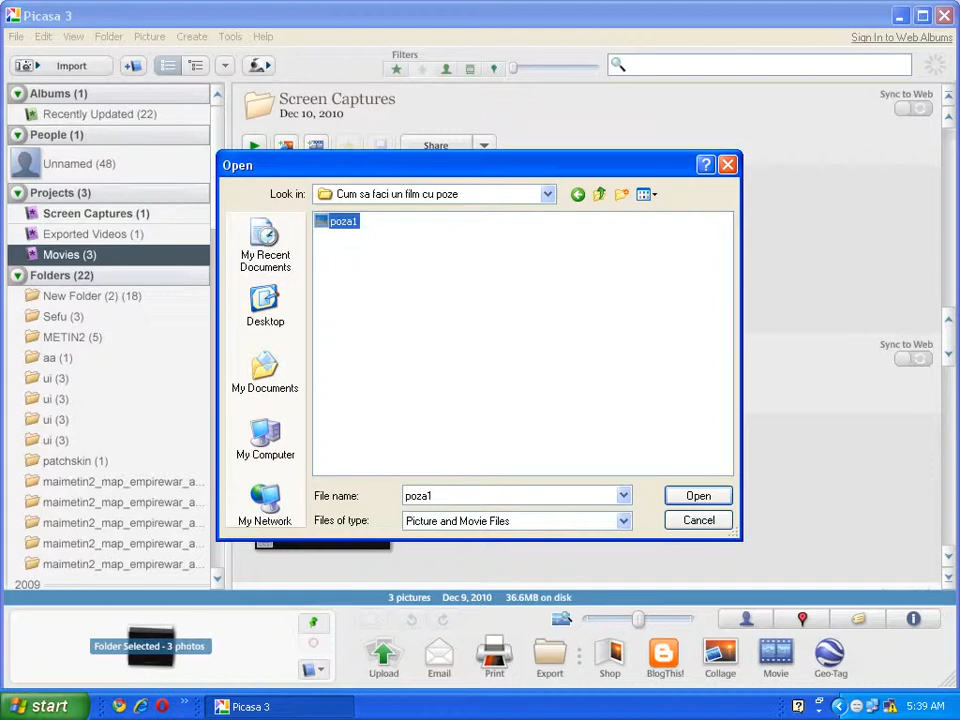 Picasa 3
File Edit View Folder Picture Create Tools Help
Sign In to Web Albums
Import
Filters
Albums (1)
Recently Updated (22)
People (1)
Unnamed (48)
Projects (3)
Screen Captures (1)
Exported Videos (1)
Movies (3)
Folders (22)
New Folder (2) (18)
Sefu (3)
METIN2 (5)
aa (1)
ui (3)
ui (3)
ui (3)
ui (3)
patchskin (1)
maimetin2_map_empirewar_a...
maimetin2_map_empirewar_a...
maimetin2_map_empirewar_a...
maimetin2_map_empirewar_a...
maimetin2_map_empirewar_a...
2009
Screen Captures
Dec 10, 2010
Sync to Web
Share
Sync to Web
Open
Look in: Cum sa faci un film cu poze
poza1
My Recent
Documents
Desktop
My Documents
My Computer
My Network
File name: poza1 Open
Files of type: Picture and Movie Files Cancel
3 pictures Dec 9, 2010 36.6MB on disk
Folder Selected - 3 photos
Upload Email Print Export Shop BlogThis! Collage Movie Geo-Tag
start Picasa 3 5:39 AM